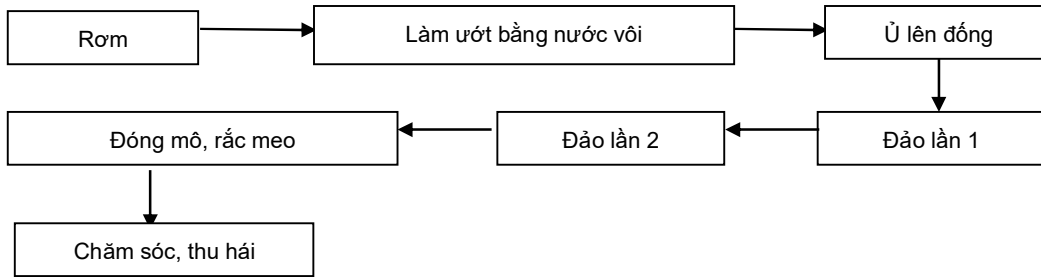 Rơm
Làm ướt bằng nước vôi
Ủ lên đống
Đảo lần 1
Đảo lần 2
Đóng mô, rắc meo
Chăm sóc, thu hái